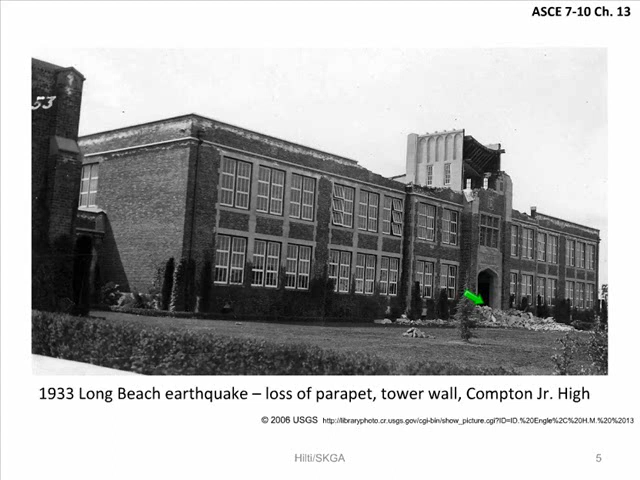 ASCE 7-10 Ch. 13
53
1933 Long Beach earthquake – loss of parapet, tower wall, Compton Jr. High
© 2006 USGS http://libraryphoto.cr.usgs.gov/cgi-bin/show_picture.cgi?ID=ID.%20Engle%2C%20H.M.%20%2013
Hilti/SKGA
5